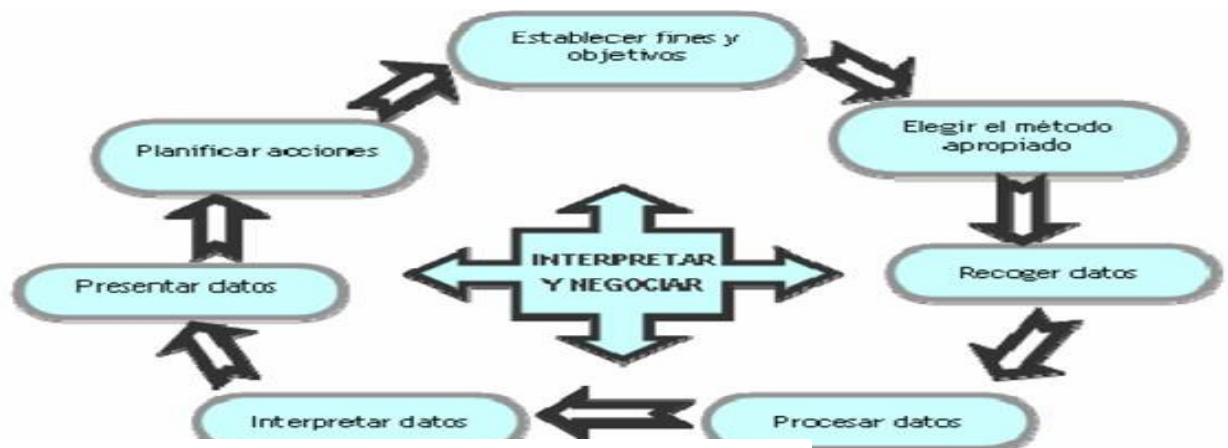 Establecer fines y
objetivos
Elegir el método
apropiado
Recoger datos
Procesar datos
Interpretar datos
Presentar datos
Planificar acciones
INTERPRETAR
Y NEGOCIAR